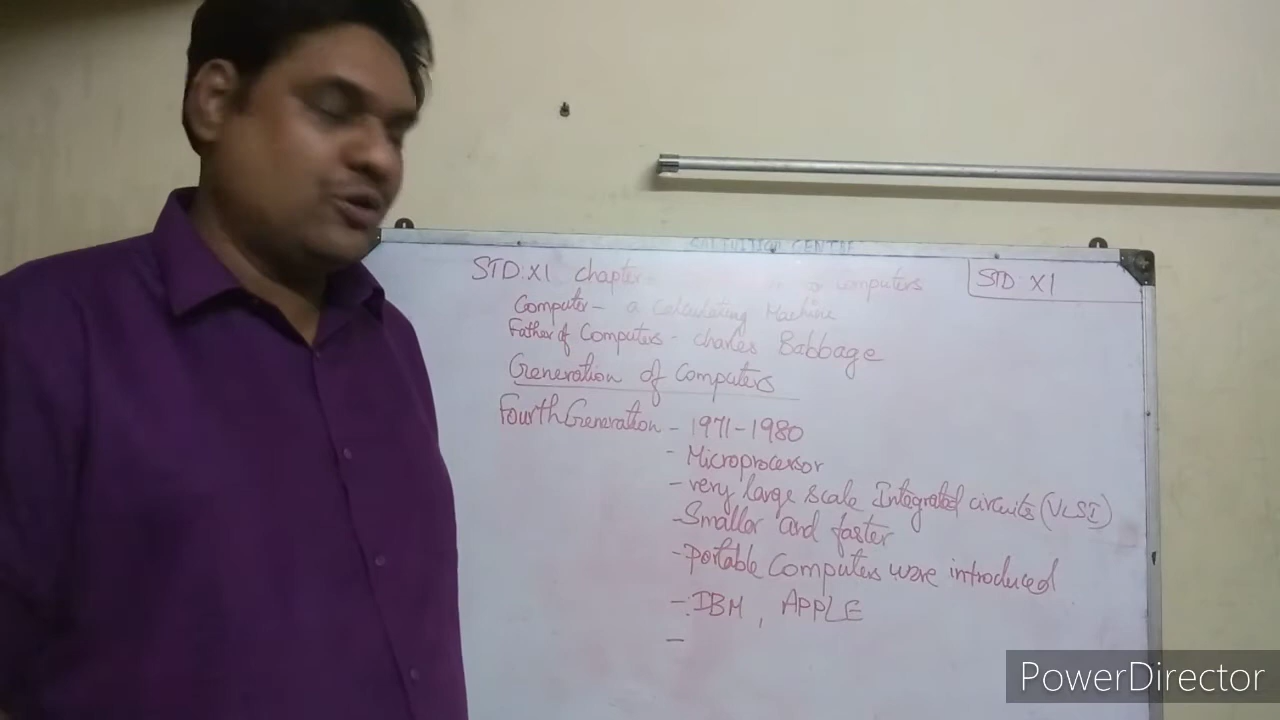 TUITION CENTRE
STD: XI chapter- Computers
STD: XI
Computer - a Calculating Machine
Father of Computers - charles Babbage
Generation of Computers
Fourth Generation - 1971-1980
- Microprocessor
- very large scale Integrated circuits (VLSI)
- Smaller and faster
- Portable Computers were introduced
- IBM, APPLE
-
PowerDirector